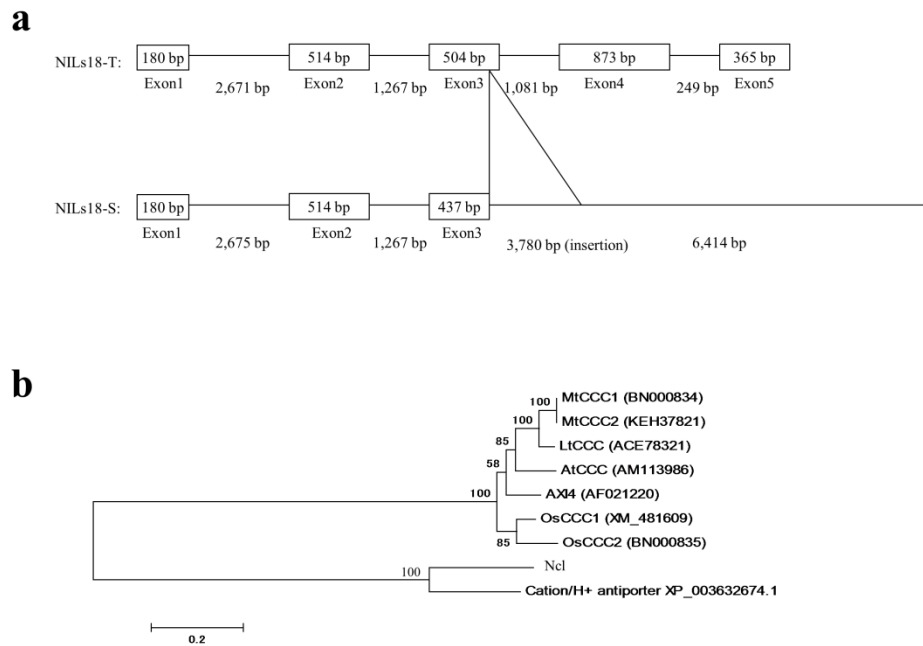 a
NILs18-T: 180 bp 514 bp 504 bp 873 bp 365 bp
Exon1 Exon2 Exon3 Exon4 Exon5
2,671 bp 1,267 bp 1,081 bp 249 bp
NILs18-S: 180 bp 514 bp 437 bp
Exon1 Exon2 Exon3
2,675 bp 1,267 bp 3,780 bp (insertion) 6,414 bp
b
100 MtCCC1 (BN000834)
100 MtCCC2 (KEH37821)
85 LtCCC (ACE78321)
58 AtCCC (AM113986)
100 AXI4 (AF021220)
OsCCC1 (XM_481609)
85 OsCCC2 (BN000835)
100 Ncl
Cation/H+ antiporter XP_003632674.1
0.2